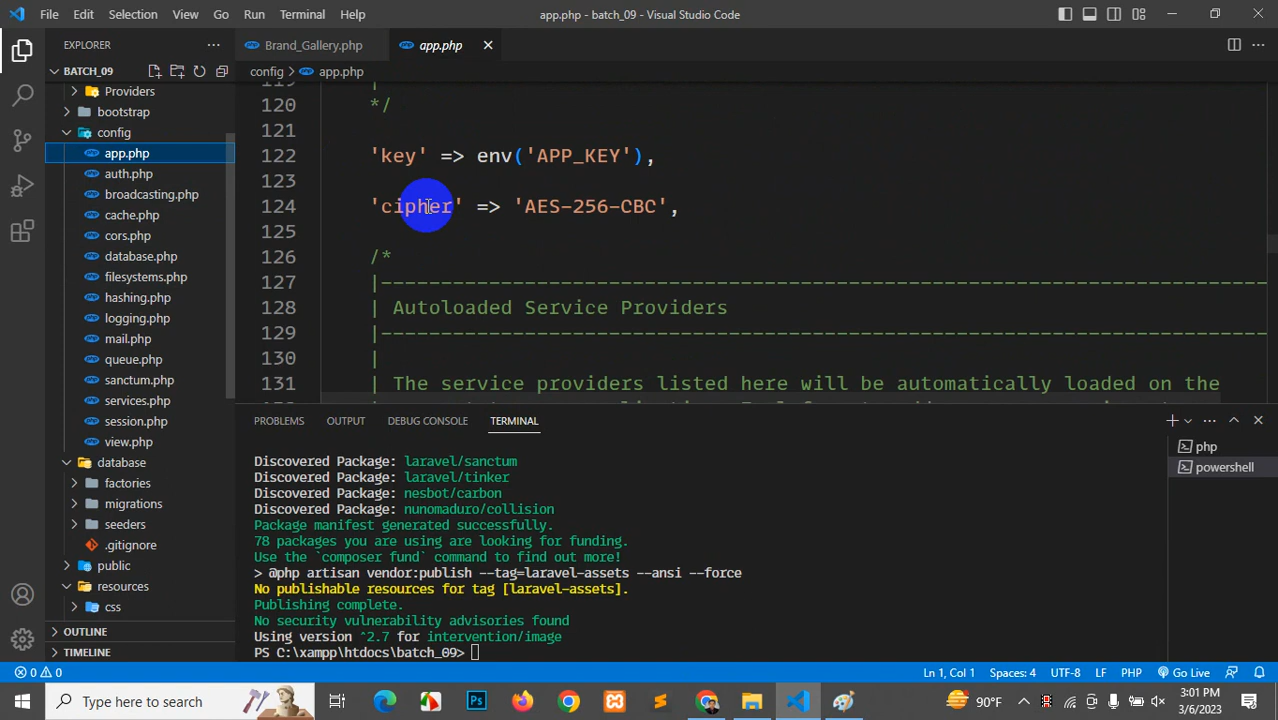 File Edit Selection View Go Run Terminal Help
app.php - batch_09 - Visual Studio Code
EXPLORER
BATCH_09
Providers
bootstrap
config
app.php
auth.php
broadcasting.php
cache.php
cors.php
database.php
filesystems.php
hashing.php
logging.php
mail.php
queue.php
sanctum.php
services.php
session.php
view.php
database
factories
migrations
seeders
.gitignore
public
resources
css
OUTLINE
TIMELINE
Brand_Gallery.php
app.php
config > app.php
119 |
120 */
121
122 'key' => env('APP_KEY'),
123
124 'cipher' => 'AES-256-CBC',
125
126 /*
127 |--------------------------------------------------------------------------
128 | Autoloaded Service Providers
129 |--------------------------------------------------------------------------
130 |
131 | The service providers listed here will be automatically loaded on the
PROBLEMS OUTPUT DEBUG CONSOLE TERMINAL
Discovered Package: laravel/sanctum
Discovered Package: laravel/tinker
Discovered Package: nesbot/carbon
Discovered Package: nunomaduro/collision
Package manifest generated successfully.
78 packages you are using are looking for funding.
Use the `composer fund` command to find out more!
> @php artisan vendor:publish --tag=laravel-assets --ansi --force
No publishable resources for tag [laravel-assets].
Publishing complete.
No security vulnerability advisories found
Using version ^2.7 for intervention/image
PS C:\xampp\htdocs\batch_09>
php
powershell
0 0
Ln 1, Col 1 Spaces: 4 UTF-8 LF PHP Go Live
Type here to search
Ps
90°F
3:01 PM
3/6/2023